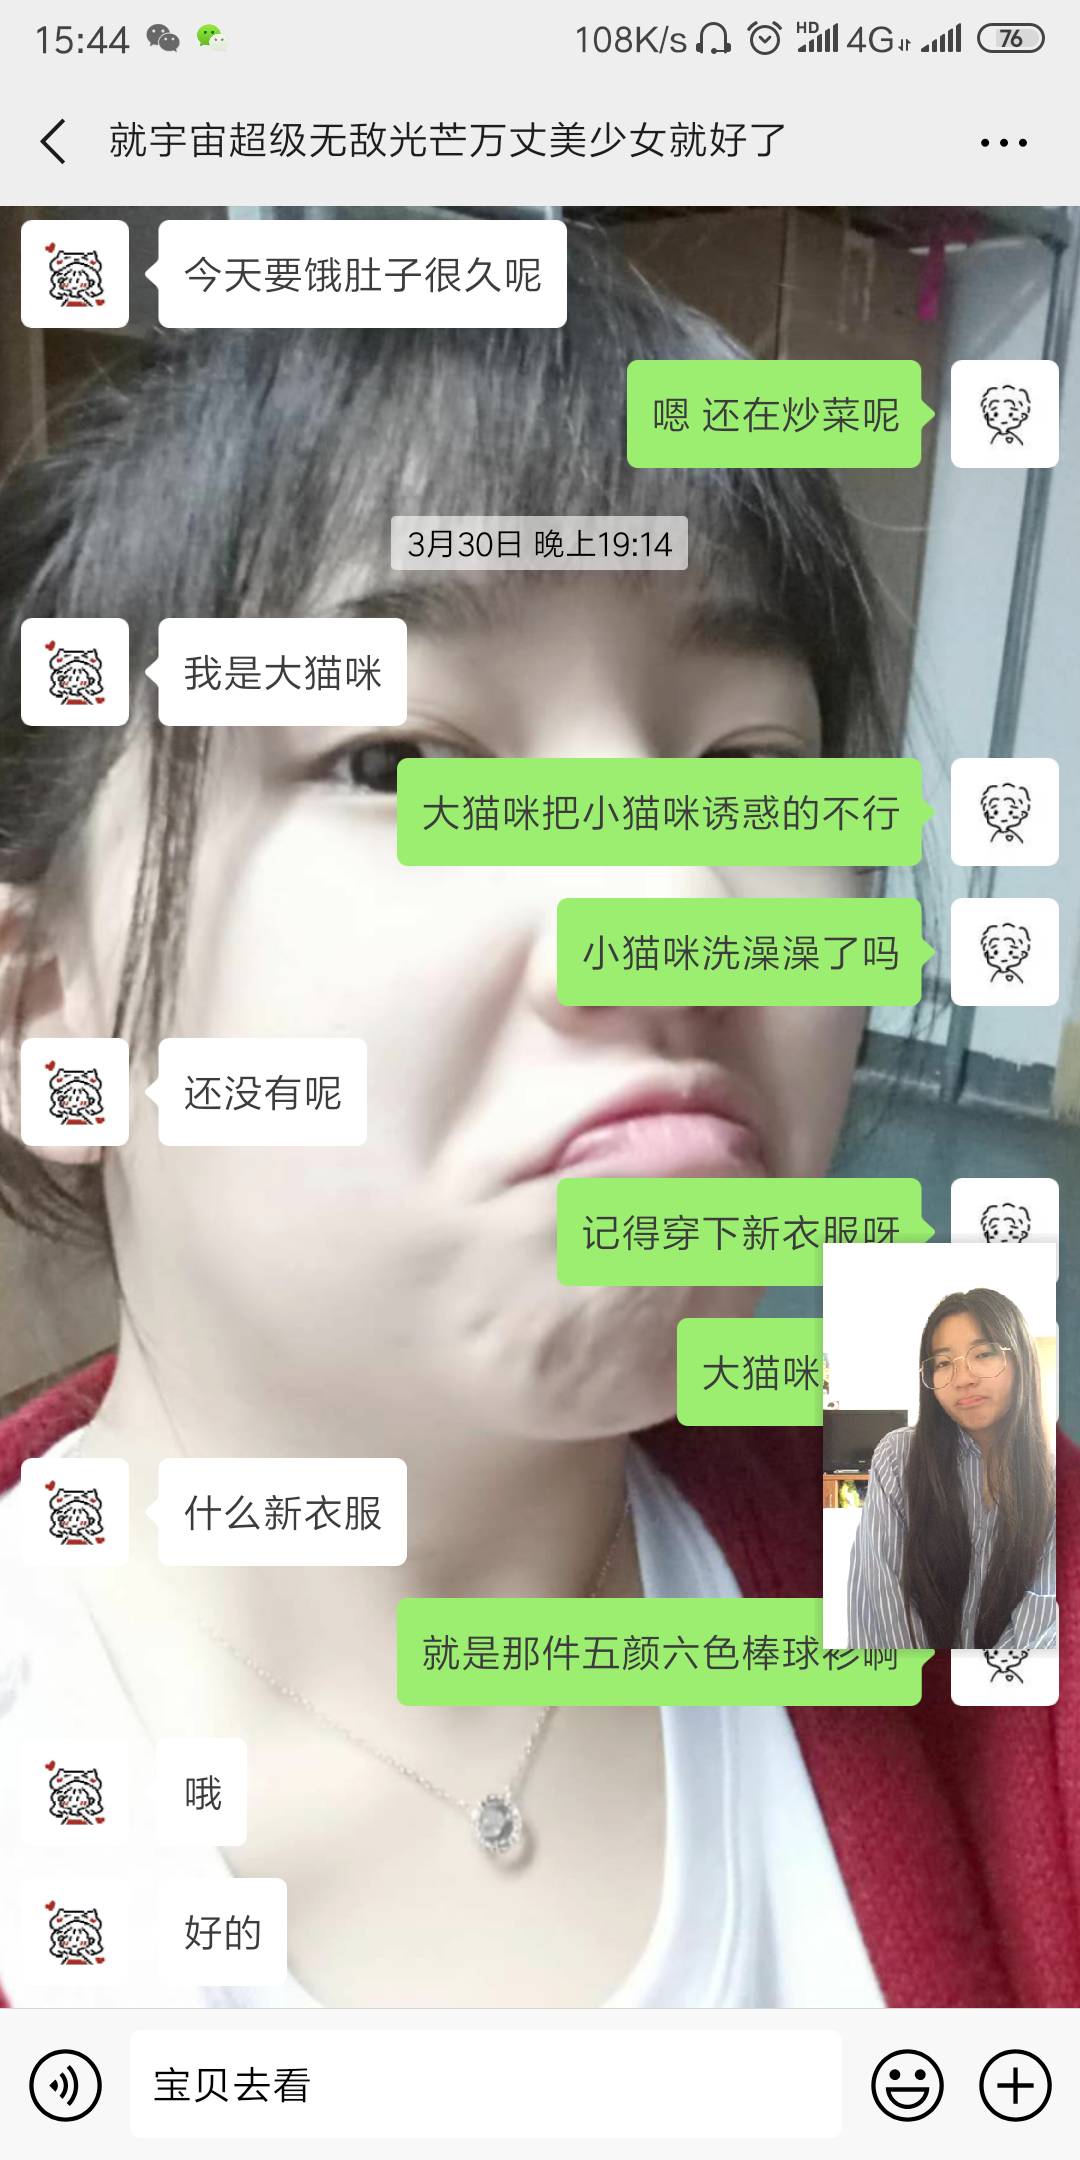 15:44 108K/s HD 4G 76
就宇宙超级无敌光芒万丈美少女就好了
今天要饿肚子很久呢
嗯 还在炒菜呢
3月30日 晚上19:14
我是大猫咪
大猫咪把小猫咪诱惑的不行
小猫咪洗澡澡了吗
还没有呢
记得穿下新衣服呀
大猫咪
什么新衣服
就是那件五颜六色棒球衫啊
哦
好的
宝贝去看